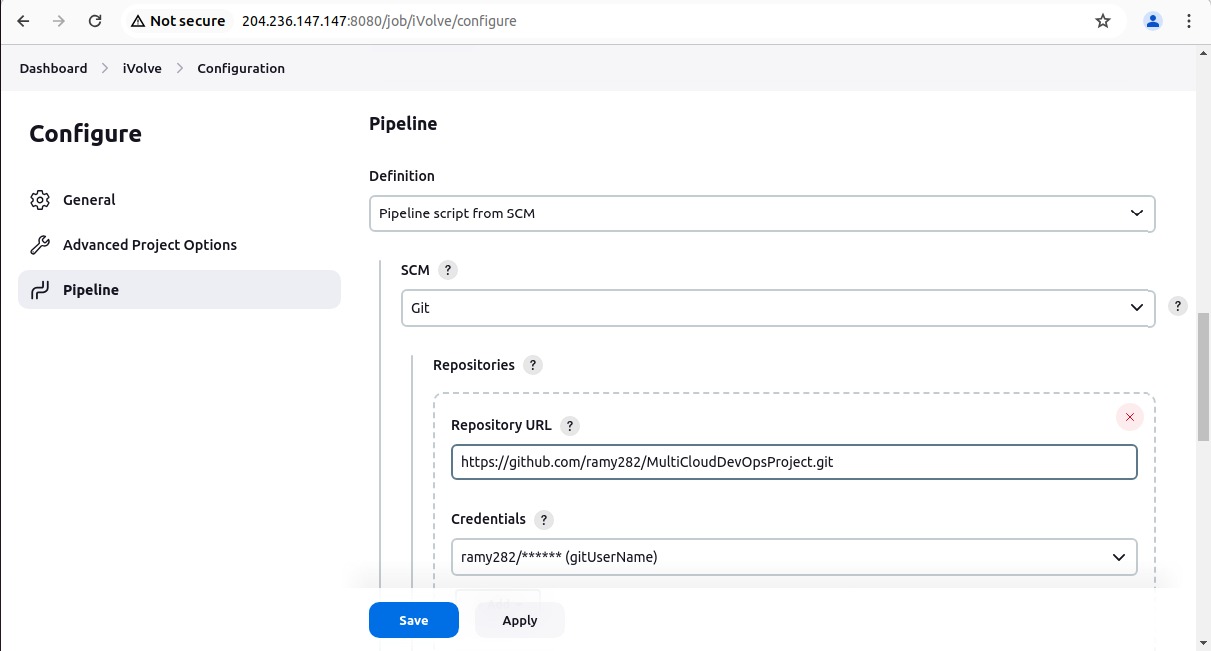 Not secure 204.236.147.147:8080/job/iVolve/configure
Dashboard > iVolve > Configuration
Configure
General
Advanced Project Options
Pipeline
Pipeline
Definition
Pipeline script from SCM
SCM ?
Git
?
Repositories ?
Repository URL ?
https://github.com/ramy282/MultiCloudDevOpsProject.git
Credentials ?
ramy282/****** (gitUserName)
Save
Apply